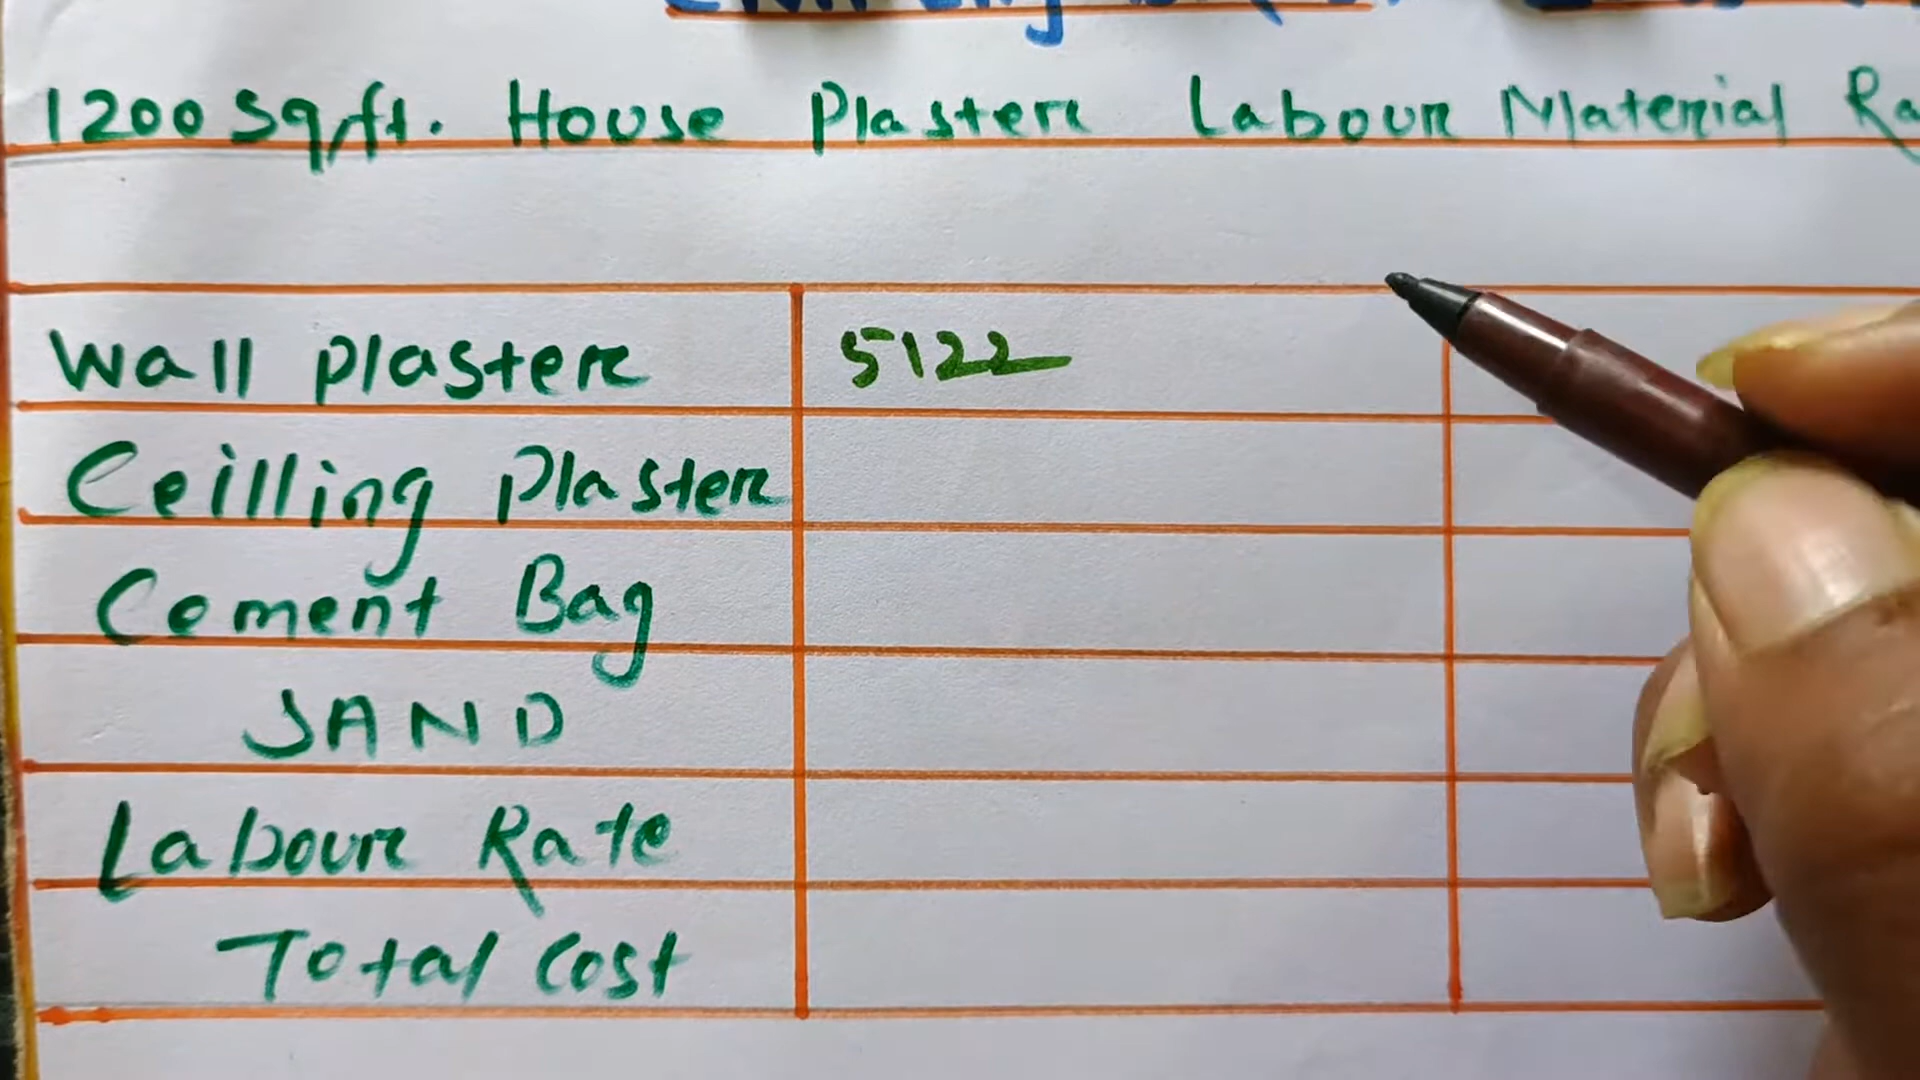 1200 Sq/ft. House Plaster Labour Material
Wall Plaster 5122
Ceilling Plaster
Cement Bag
SAND
Labour Rate
Total Cost